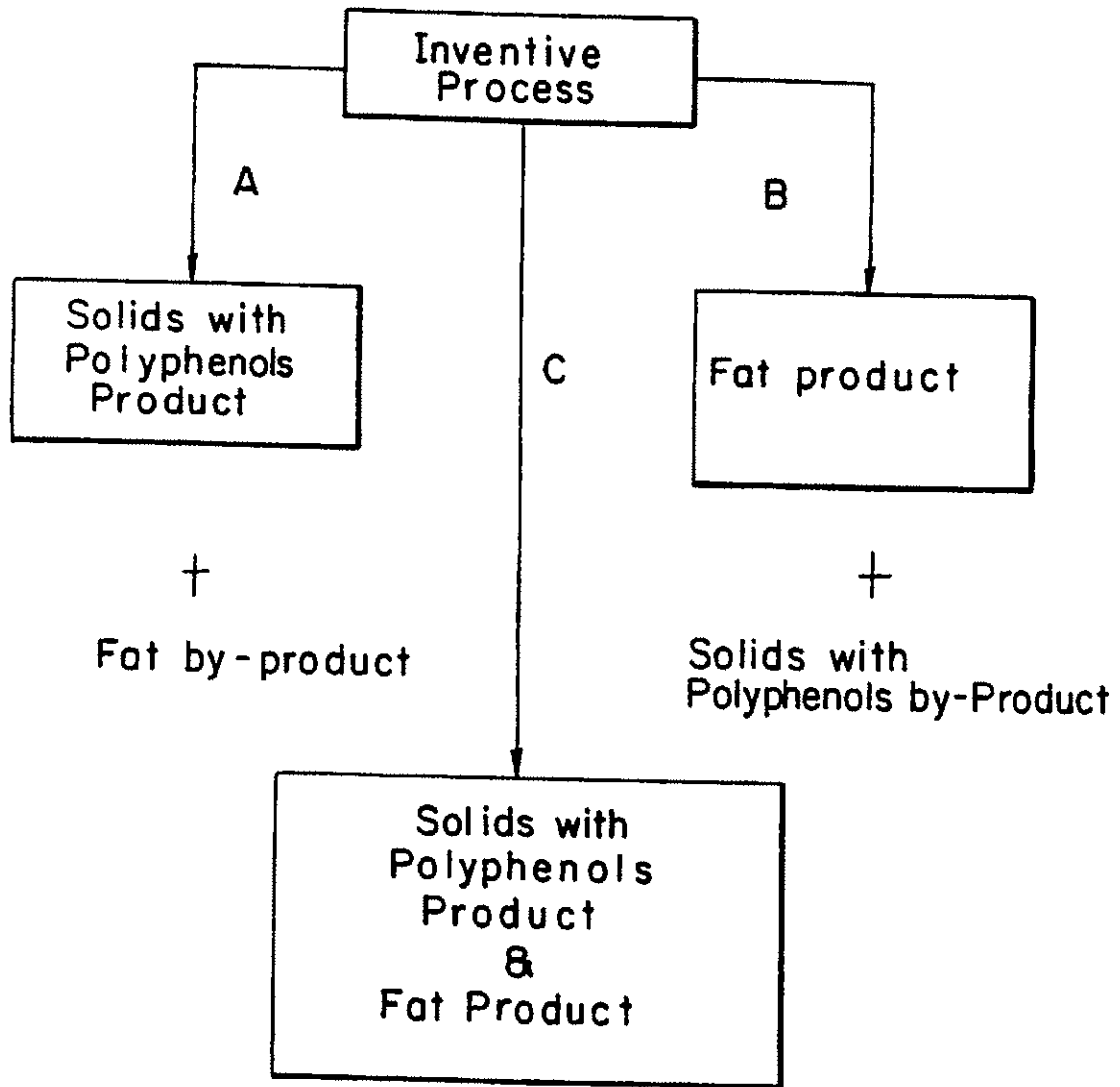 Inventive
Process
A
B
Solids with
Polyphenols
Product
C
Fat product
+
+
Fat by-product
Solids with
Polyphenols by-Product
Solids with
Polyphenols
Product
&
Fat Product